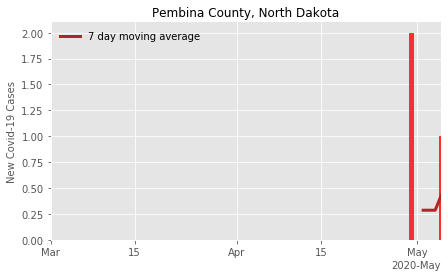 Pembina County, North Dakota
7 day moving average
New Covid-19 Cases
2.00
1.75
1.50
1.25
1.00
0.75
0.50
0.25
0.00
Mar
15
Apr
15
May
2020-May